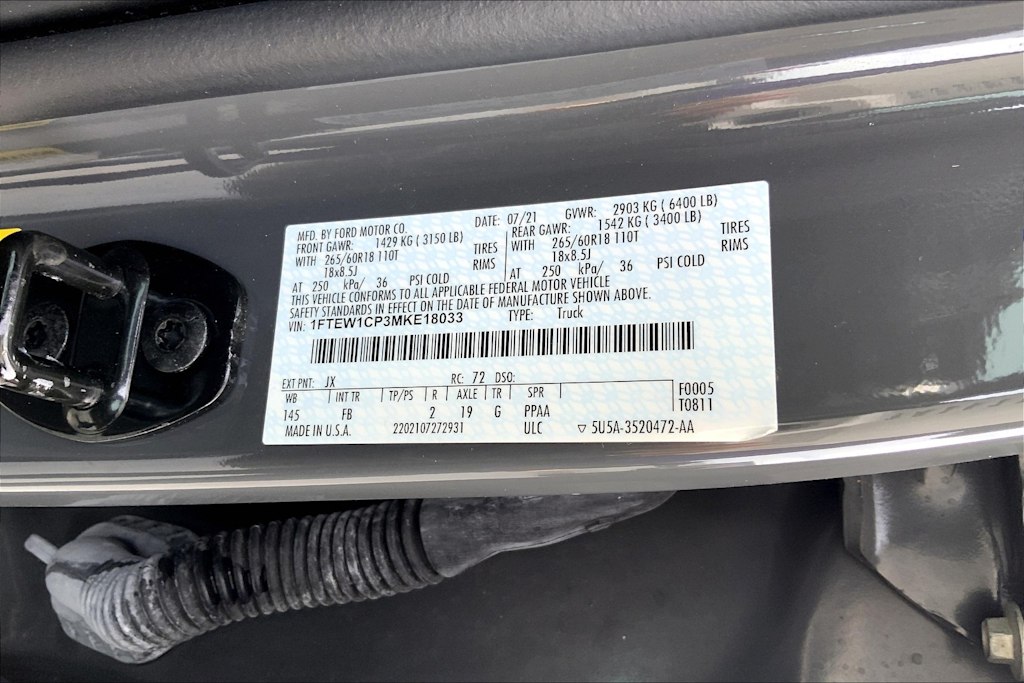 MFD. BY FORD MOTOR CO. DATE: 07/21 GVWR: 2903 KG ( 6400 LB)
FRONT GAWR: 1429 KG ( 3150 LB) REAR GAWR: 1542 KG ( 3400 LB)
WITH 265/60R18 110T TIRES WITH 265/60R18 110T TIRES
18x8.5J RIMS 18x8.5J RIMS
AT 250 kPa/ 36 PSI COLD AT 250 kPa/ 36 PSI COLD
THIS VEHICLE CONFORMS TO ALL APPLICABLE FEDERAL MOTOR VEHICLE
SAFETY STANDARDS IN EFFECT ON THE DATE OF MANUFACTURE SHOWN ABOVE.
VIN: 1FTEW1CP3MKE18033 TYPE: Truck
EXT PNT: JX RC: 72 DSO:
WB INT TR TP/PS R AXLE TR SPR F0005
145 FB 2 19 G PPAA T0811
MADE IN U.S.A. 2202107272931 ULC ▽ 5U5A-3520472-AA